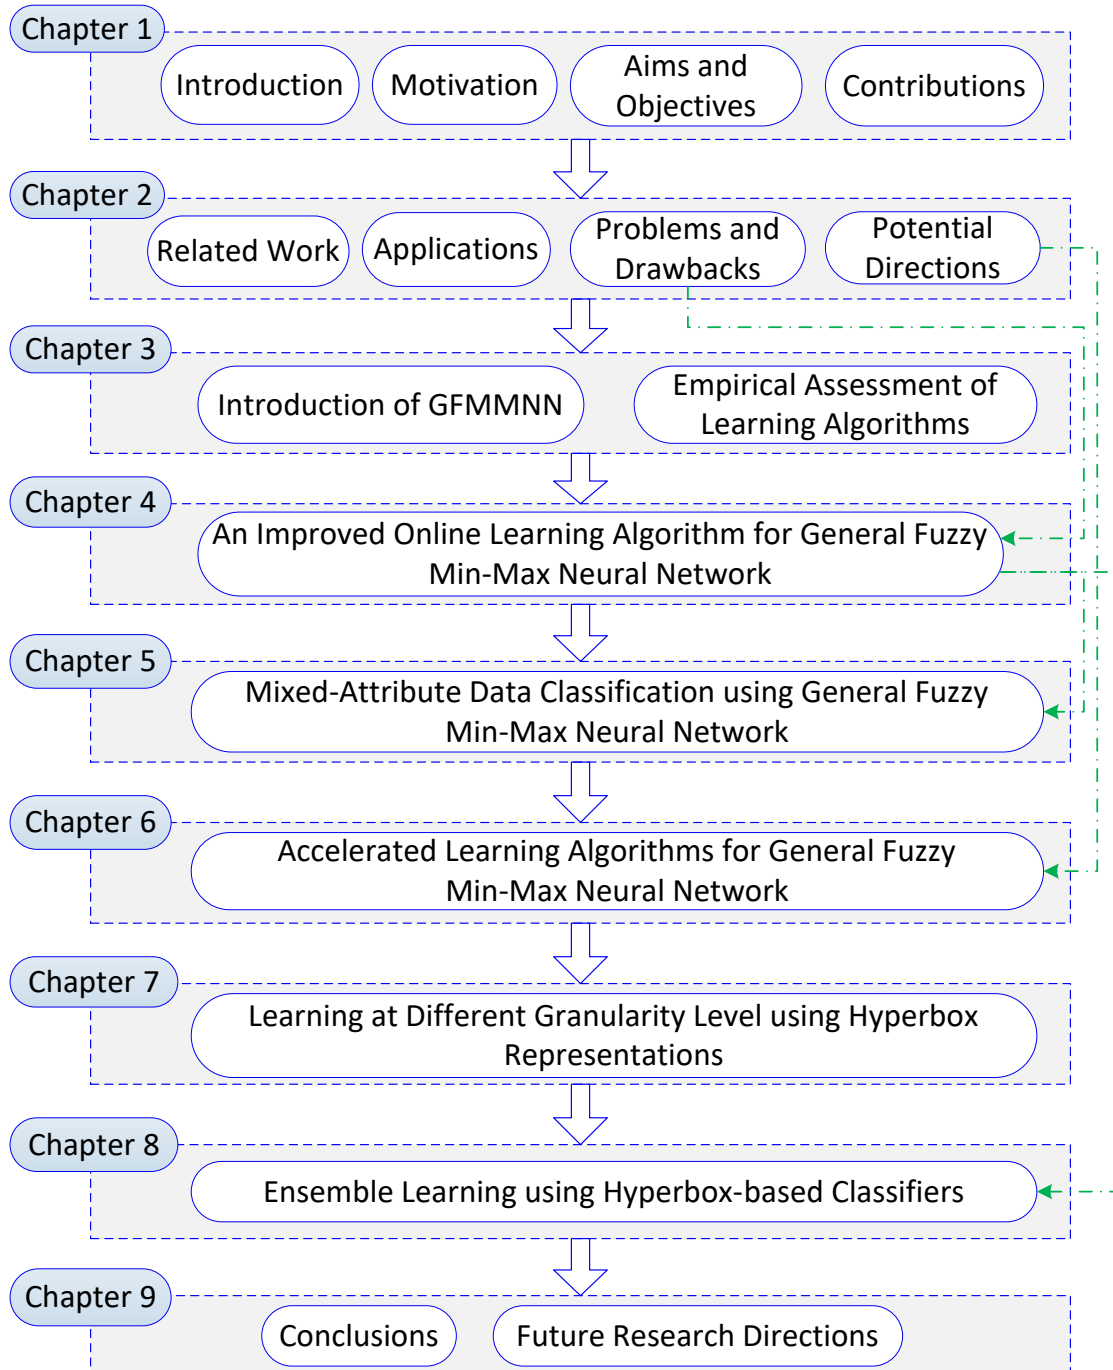 Chapter 1
Introduction
Motivation
Aims and
Objectives
Contributions
Chapter 2
Related Work
Applications
Problems and
Drawbacks
Potential
Directions
Chapter 3
Introduction of GFMMNN
Empirical Assessment of
Learning Algorithms
Chapter 4
An Improved Online Learning Algorithm for General Fuzzy
Min-Max Neural Network
Chapter 5
Mixed-Attribute Data Classification using General Fuzzy
Min-Max Neural Network
Chapter 6
Accelerated Learning Algorithms for General Fuzzy
Min-Max Neural Network
Chapter 7
Learning at Different Granularity Level using Hyperbox
Representations
Chapter 8
Ensemble Learning using Hyperbox-based Classifiers
Chapter 9
Conclusions
Future Research Directions